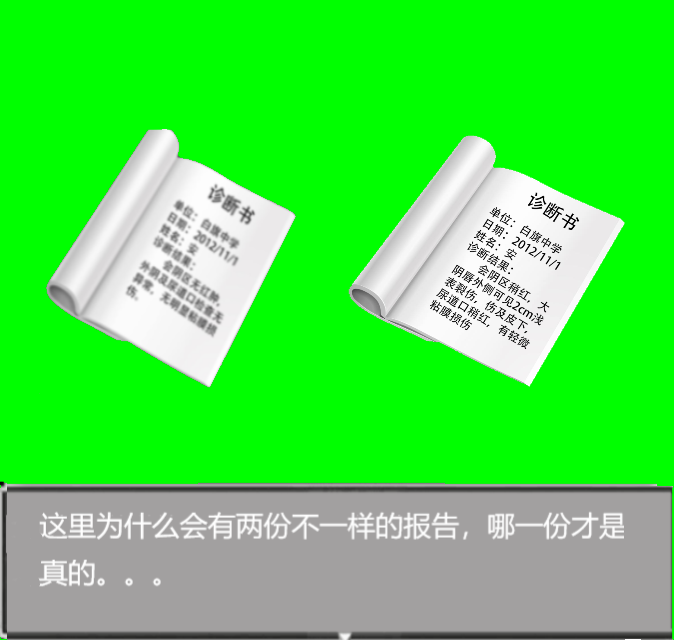 诊断书
单位：白旗中学
日期：2012/11/1
姓名：安
诊断结果：
会阴区无红肿，
外阴及尿道口检查无
异常，无明显粘膜损
伤。
诊断书
单位：白旗中学
日期：2012/11/1
姓名：安
诊断结果：
会阴区稍红，大
阴唇外侧可见2cm浅
表裂伤，伤及皮下，
尿道口稍红，有轻微
粘膜损伤
这里为什么会有两份不一样的报告，哪一份才是
真的。。。